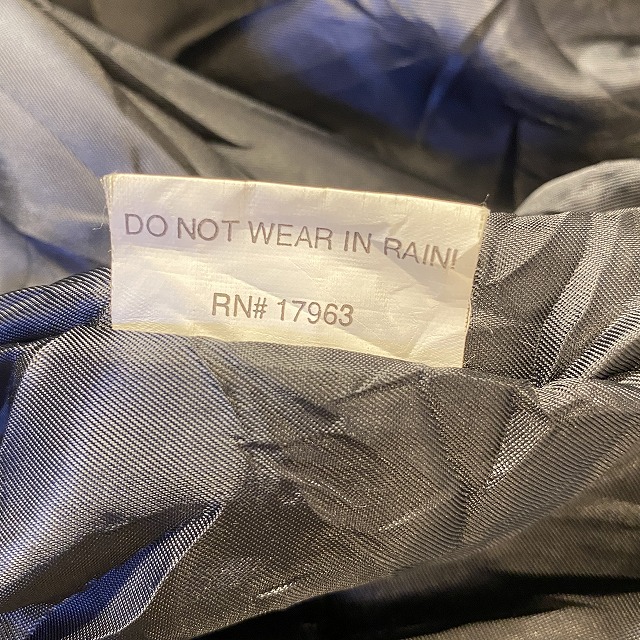 DO NOT WEAR IN RAIN!
RN# 17963